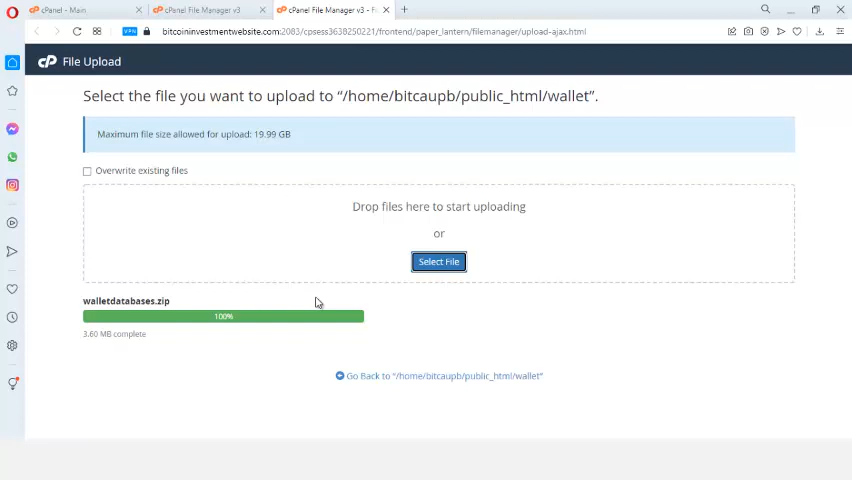 cPanel - Main
cPanel File Manager v3
cPanel File Manager v3 - F
VPN
bitcoininvestmentwebsite.com:2083/cpsess3638250221/frontend/paper_lantern/filemanager/upload-ajax.html
cP File Upload
Select the file you want to upload to “/home/bitcaupb/public_html/wallet”.
Maximum file size allowed for upload: 19.99 GB
Overwrite existing files
Drop files here to start uploading
or
Select File
walletdatabases.zip
100%
3.60 MB complete
Go Back to “/home/bitcaupb/public_html/wallet”